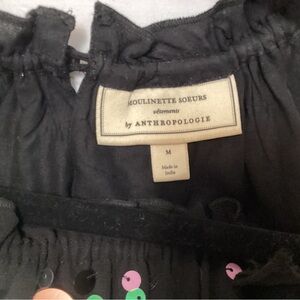 MOULINETTE SOEURS
vêtements
by ANTHROPOLOGIE
M
Made in
India